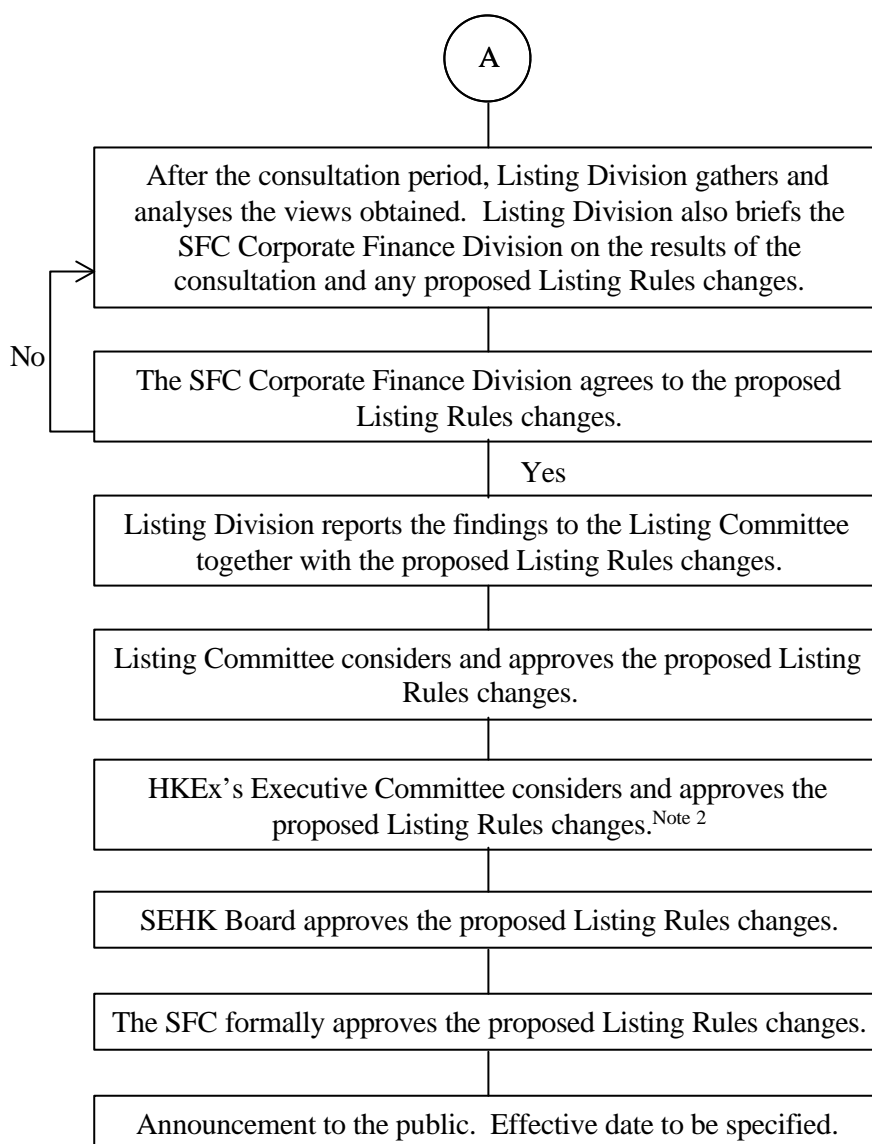 A
After the consultation period, Listing Division gathers and
analyses the views obtained.  Listing Division also briefs the
SFC Corporate Finance Division on the results of the
consultation and any proposed Listing Rules changes.
No
The SFC Corporate Finance Division agrees to the proposed
Listing Rules changes.
Yes
Listing Division reports the findings to the Listing Committee
together with the proposed Listing Rules changes.
Listing Committee considers and approves the proposed Listing
Rules changes.
HKEx’s Executive Committee considers and approves the
proposed Listing Rules changes.Note 2
SEHK Board approves the proposed Listing Rules changes.
The SFC formally approves the proposed Listing Rules changes.
Announcement to the public.  Effective date to be specified.